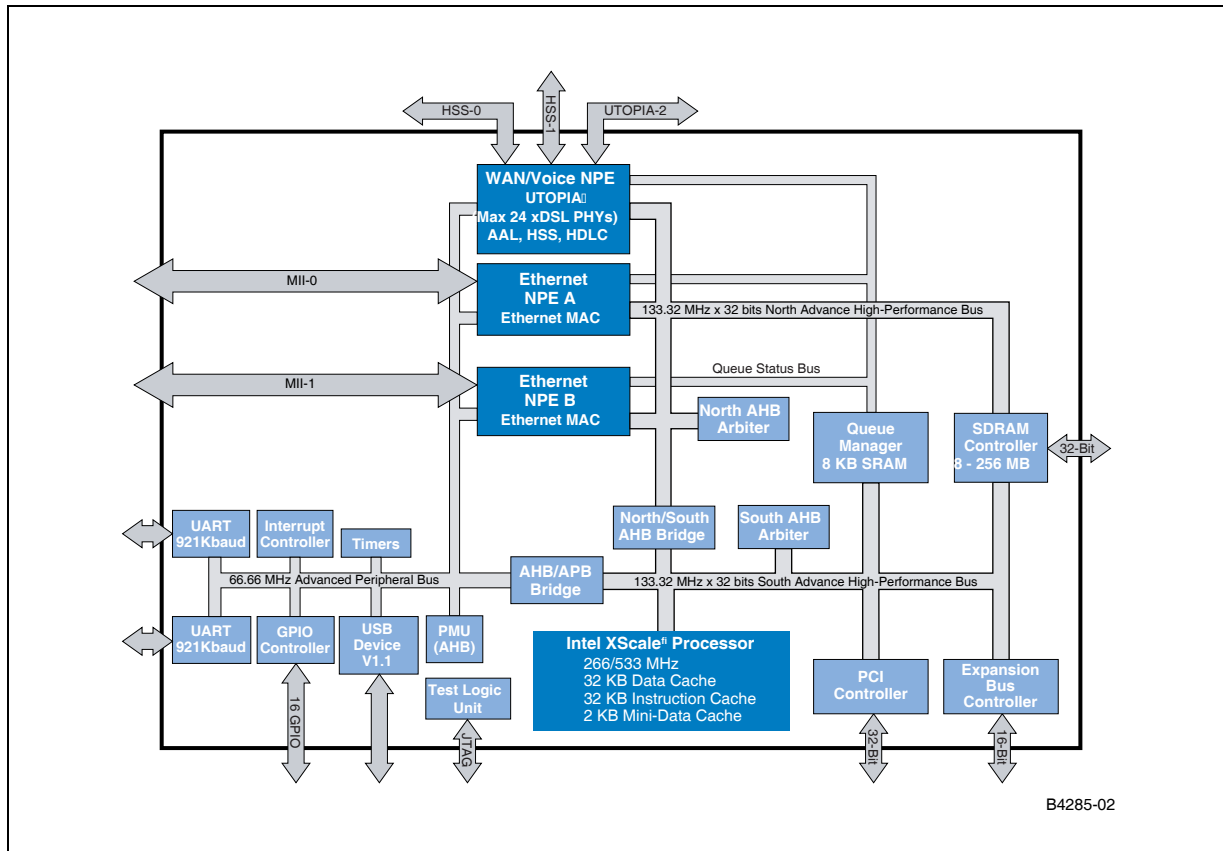 HSS-0
HSS-1
UTOPIA-2
WAN/Voice NPE
UTOPIA
(Max 24 xDSL PHYs)
AAL, HSS, HDLC
MII-0
Ethernet
NPE A
Ethernet MAC
133.32 MHz x 32 bits North Advance High-Performance Bus
MII-1
Ethernet
NPE B
Ethernet MAC
Queue Status Bus
North AHB
Arbiter
Queue
Manager
8 KB SRAM
SDRAM
Controller
8 - 256 MB
32-Bit
UART
921Kbaud
Interrupt
Controller
Timers
North/South
AHB Bridge
South AHB
Arbiter
66.66 MHz Advanced Peripheral Bus
AHB/APB
Bridge
133.32 MHz x 32 bits South Advance High-Performance Bus
UART
921Kbaud
GPIO
Controller
USB
Device
V1.1
PMU
(AHB)
Test Logic
Unit
Intel XScaleﬁ Processor
266/533 MHz
32 KB Data Cache
32 KB Instruction Cache
2 KB Mini-Data Cache
PCI
Controller
Expansion
Bus
Controller
16 GPIO
JTAG
32-Bit
16-Bit
B4285-02